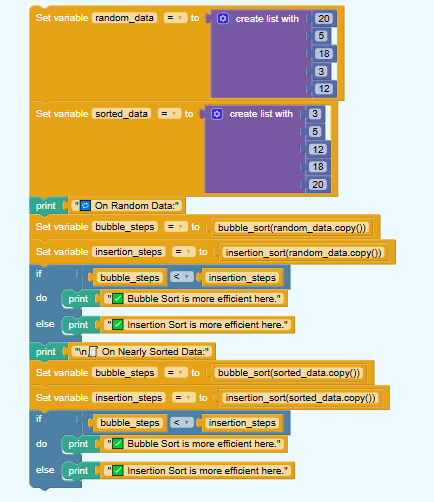 Set variable random_data = to create list with 20
5
18
3
12
Set variable sorted_data = to create list with 3
5
12
18
20
print "🔄 On Random Data:"
Set variable bubble_steps = to bubble_sort(random_data.copy())
Set variable insertion_steps = to insertion_sort(random_data.copy())
if bubble_steps < insertion_steps
do print "✅ Bubble Sort is more efficient here."
else print "✅ Insertion Sort is more efficient here."
print "\n📄 On Nearly Sorted Data:"
Set variable bubble_steps = to bubble_sort(sorted_data.copy())
Set variable insertion_steps = to insertion_sort(sorted_data.copy())
if bubble_steps < insertion_steps
do print "✅ Bubble Sort is more efficient here."
else print "✅ Insertion Sort is more efficient here."